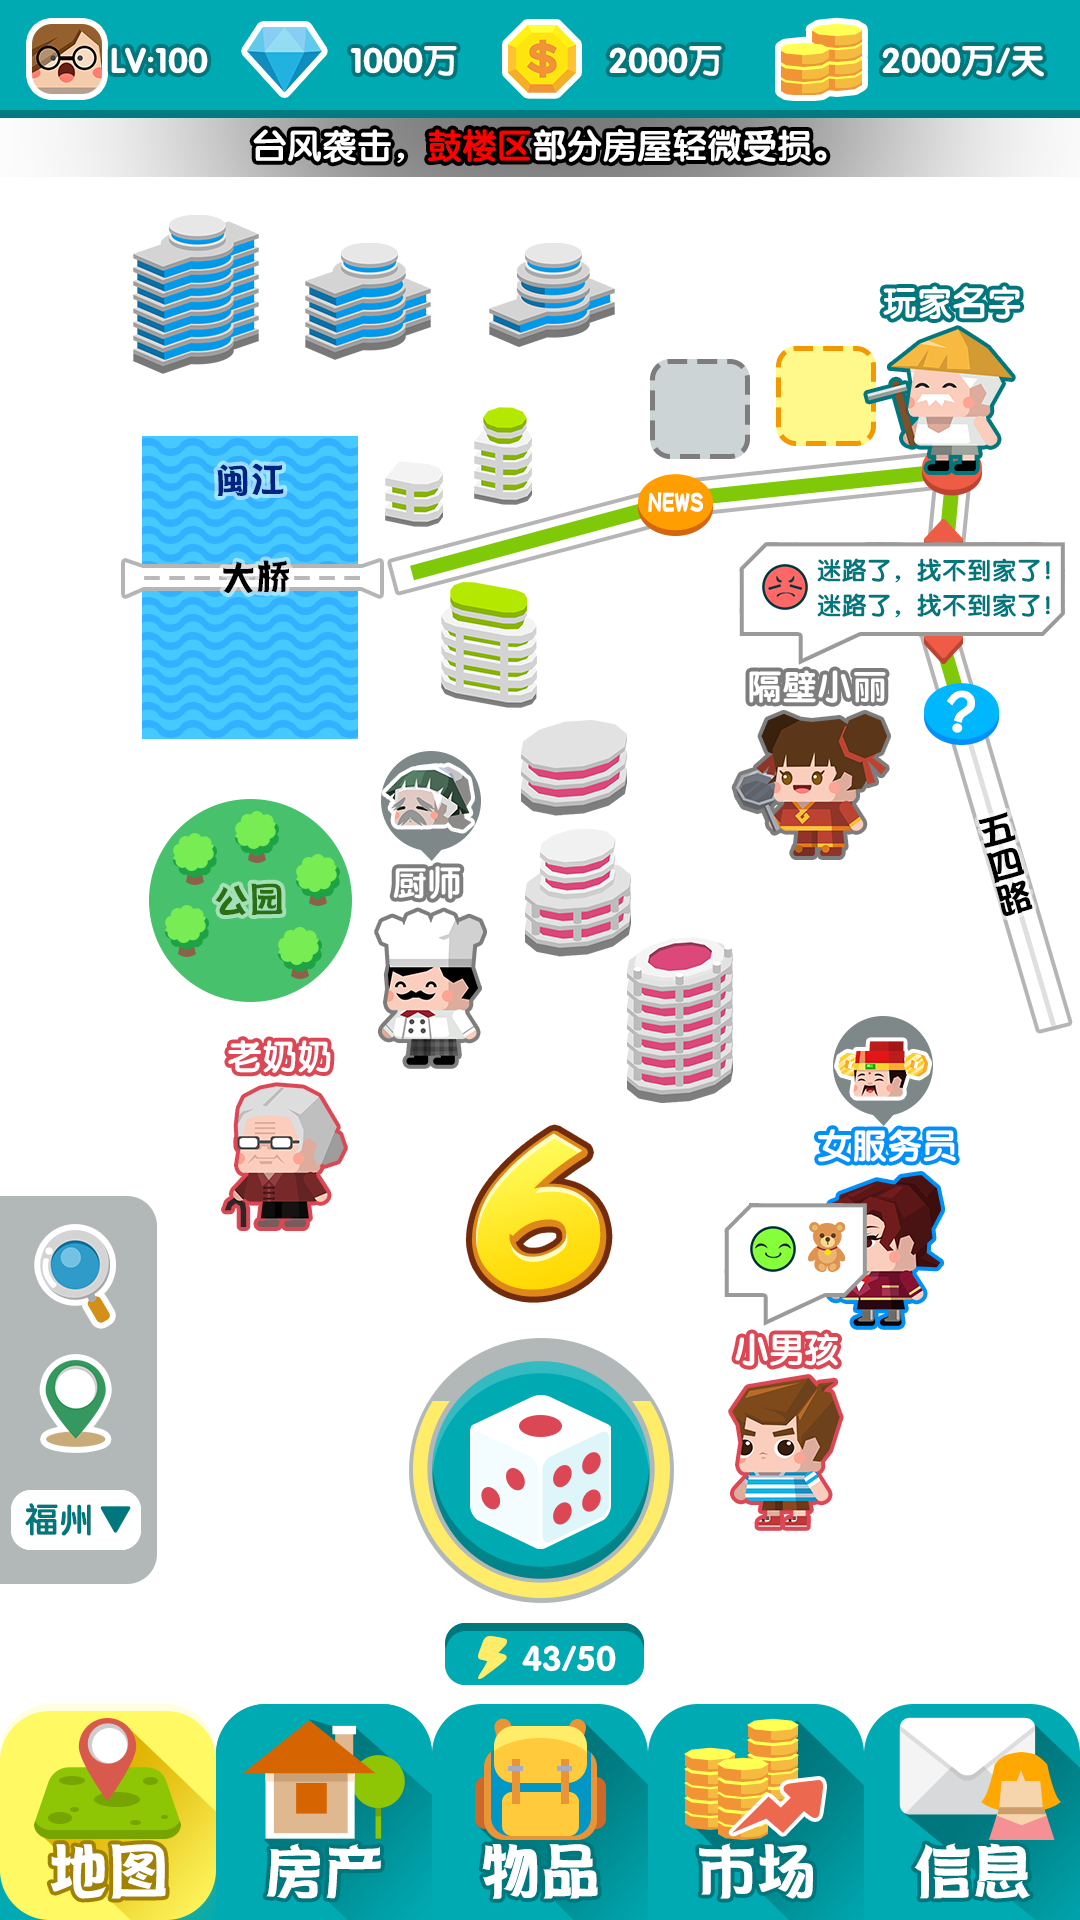 LV:100
1000万
2000万
2000万/天
台风袭击，鼓楼区部分房屋轻微受损。
玩家名字
闽江
NEWS
大桥
迷路了，找不到家了！
迷路了，找不到家了！
隔壁小丽
?
五四路
厨师
公园
老奶奶
女服务员
6
小男孩
福州
43/50
地图
房产
物品
市场
信息